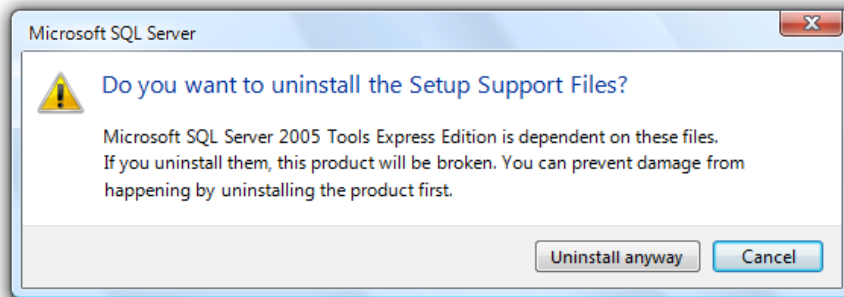 Microsoft SQL Server
Do you want to uninstall the Setup Support Files?
Microsoft SQL Server 2005 Tools Express Edition is dependent on these files.
If you uninstall them, this product will be broken. You can prevent damage from
happening by uninstalling the product first.
Uninstall anyway
Cancel